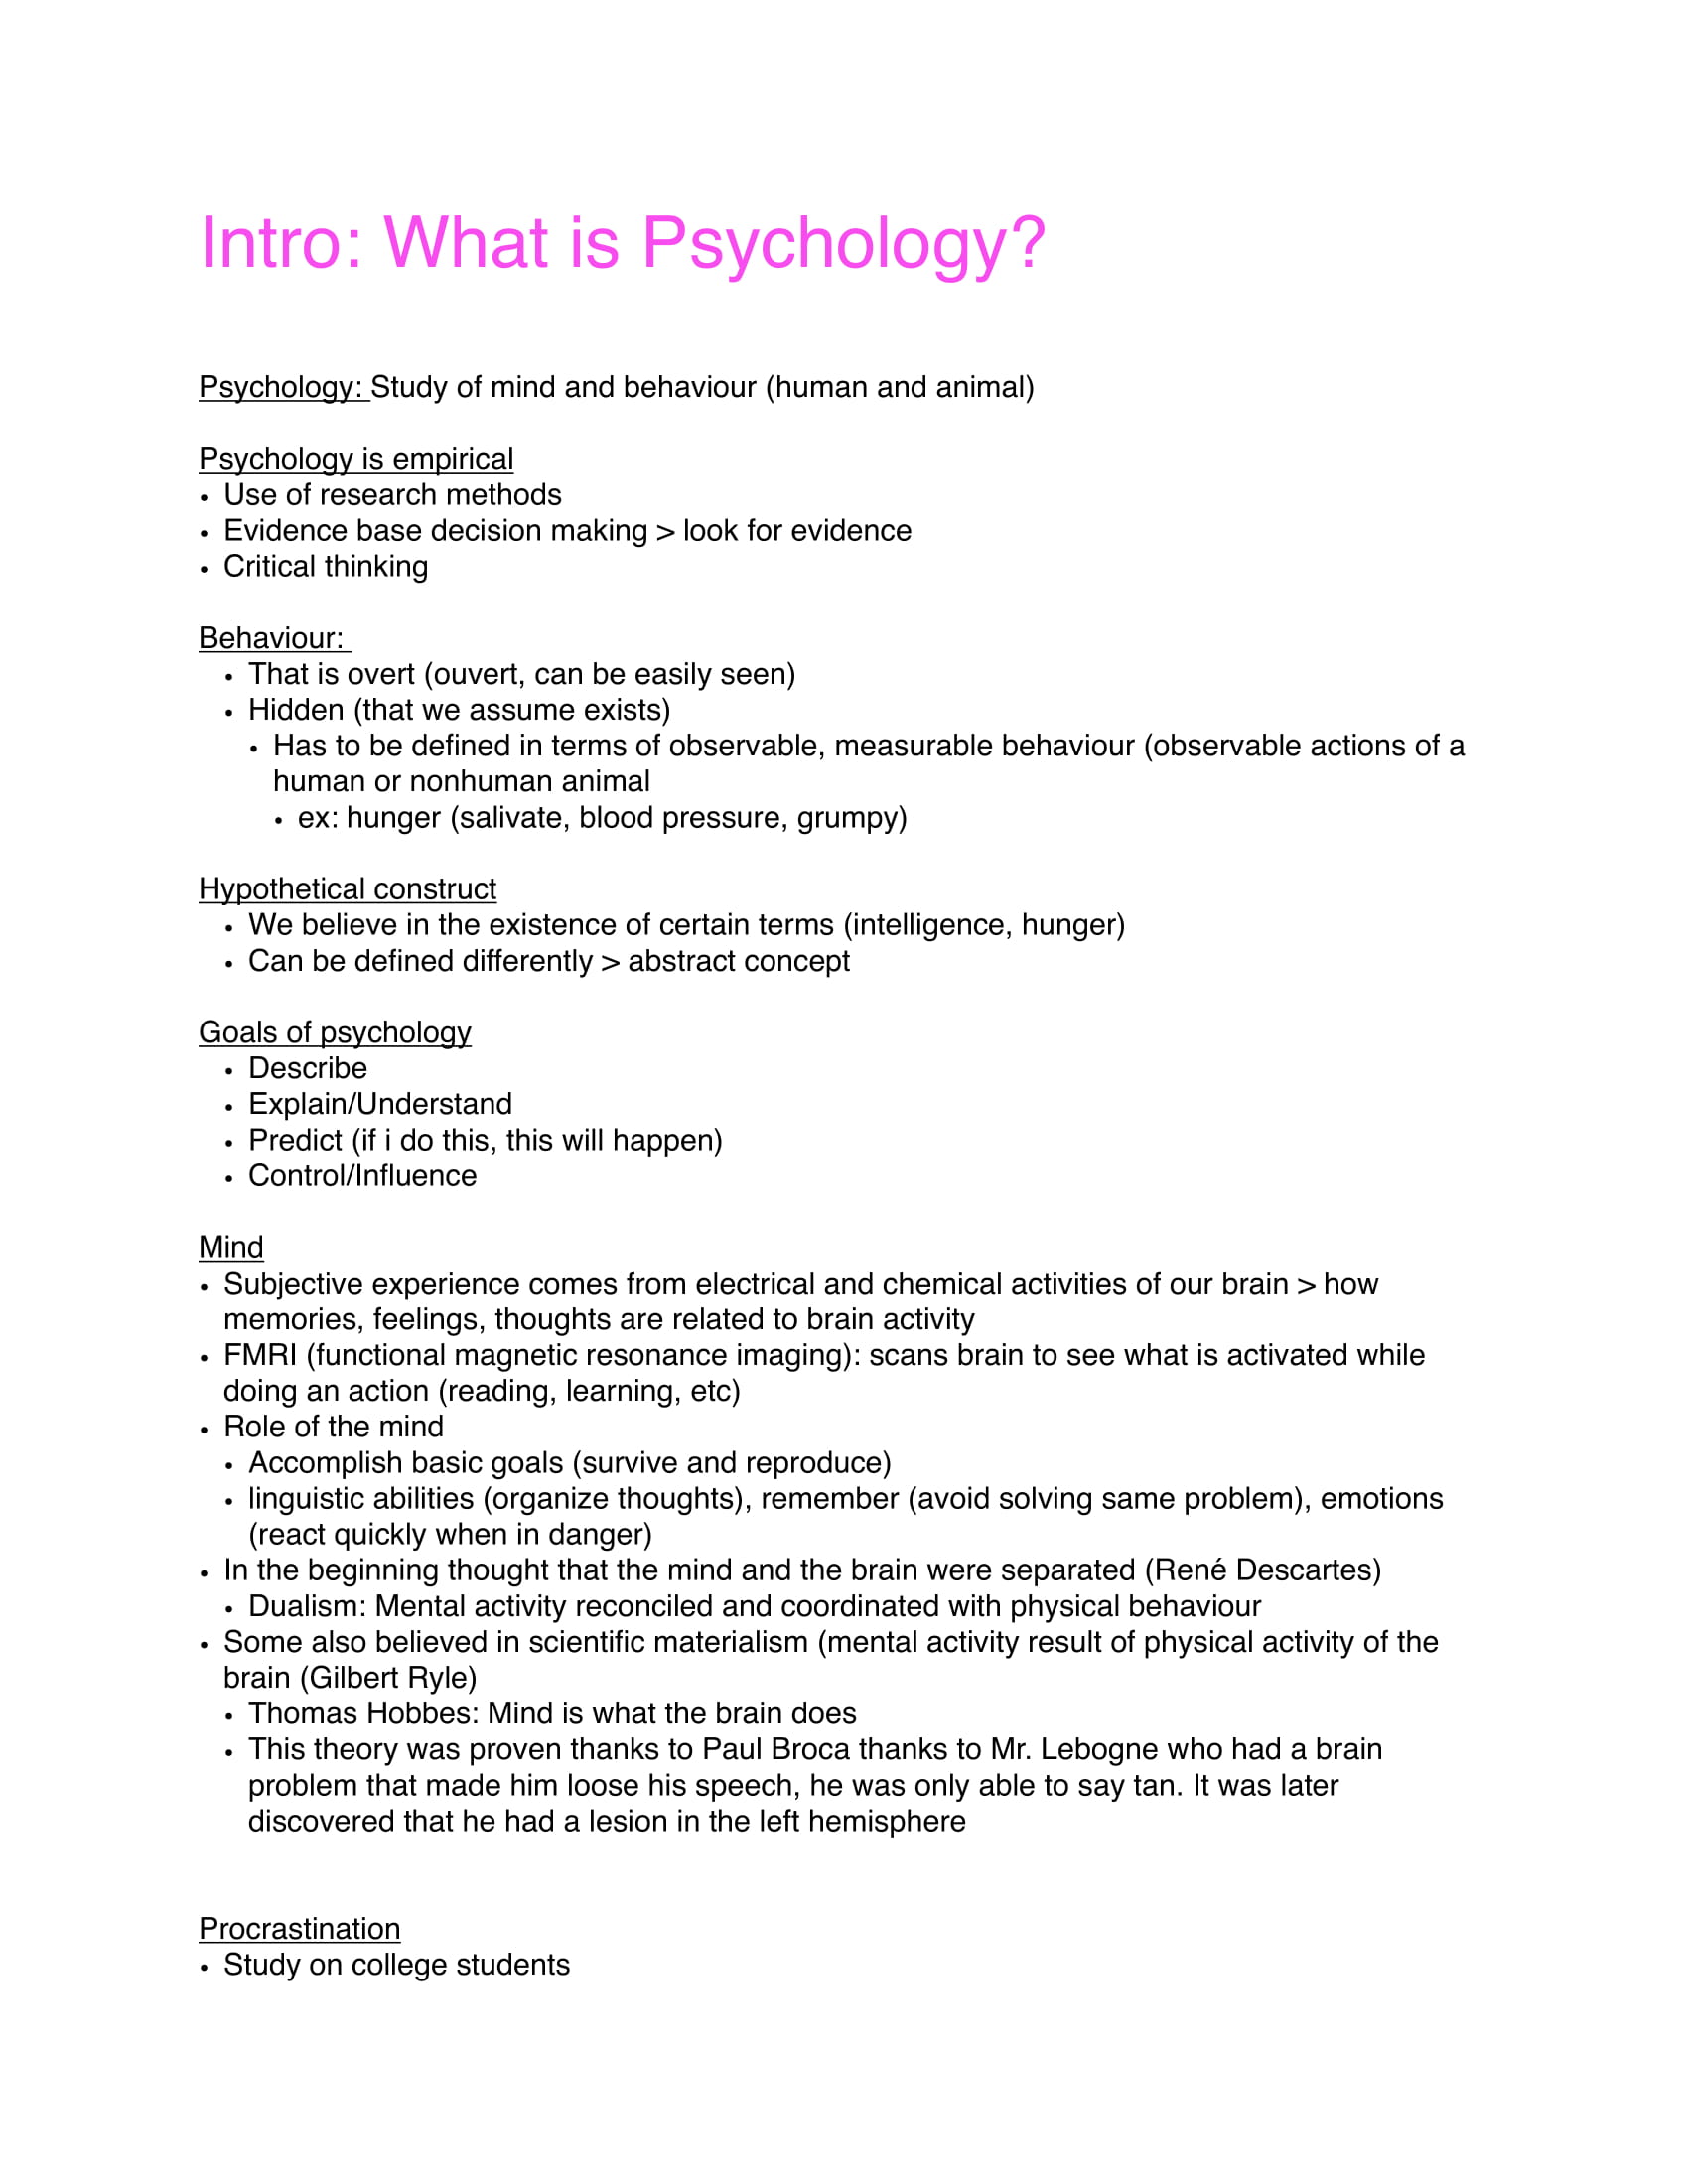 Intro: What is Psychology?
Psychology: Study of mind and behaviour (human and animal)
Psychology is empirical
• Use of research methods
• Evidence base decision making > look for evidence
• Critical thinking
Behaviour:
• That is overt (ouvert, can be easily seen)
• Hidden (that we assume exists)
• Has to be defined in terms of observable, measurable behaviour (observable actions of a
human or nonhuman animal
• ex: hunger (salivate, blood pressure, grumpy)
Hypothetical construct
• We believe in the existence of certain terms (intelligence, hunger)
• Can be defined differently > abstract concept
Goals of psychology
• Describe
• Explain/Understand
• Predict (if i do this, this will happen)
• Control/Influence
Mind
• Subjective experience comes from electrical and chemical activities of our brain > how
memories, feelings, thoughts are related to brain activity
• FMRI (functional magnetic resonance imaging): scans brain to see what is activated while
doing an action (reading, learning, etc)
• Role of the mind
• Accomplish basic goals (survive and reproduce)
• linguistic abilities (organize thoughts), remember (avoid solving same problem), emotions
(react quickly when in danger)
• In the beginning thought that the mind and the brain were separated (René Descartes)
• Dualism: Mental activity reconciled and coordinated with physical behaviour
• Some also believed in scientific materialism (mental activity result of physical activity of the
brain (Gilbert Ryle)
• Thomas Hobbes: Mind is what the brain does
• This theory was proven thanks to Paul Broca thanks to Mr. Lebogne who had a brain
problem that made him loose his speech, he was only able to say tan. It was later
discovered that he had a lesion in the left hemisphere
Procrastination
• Study on college students